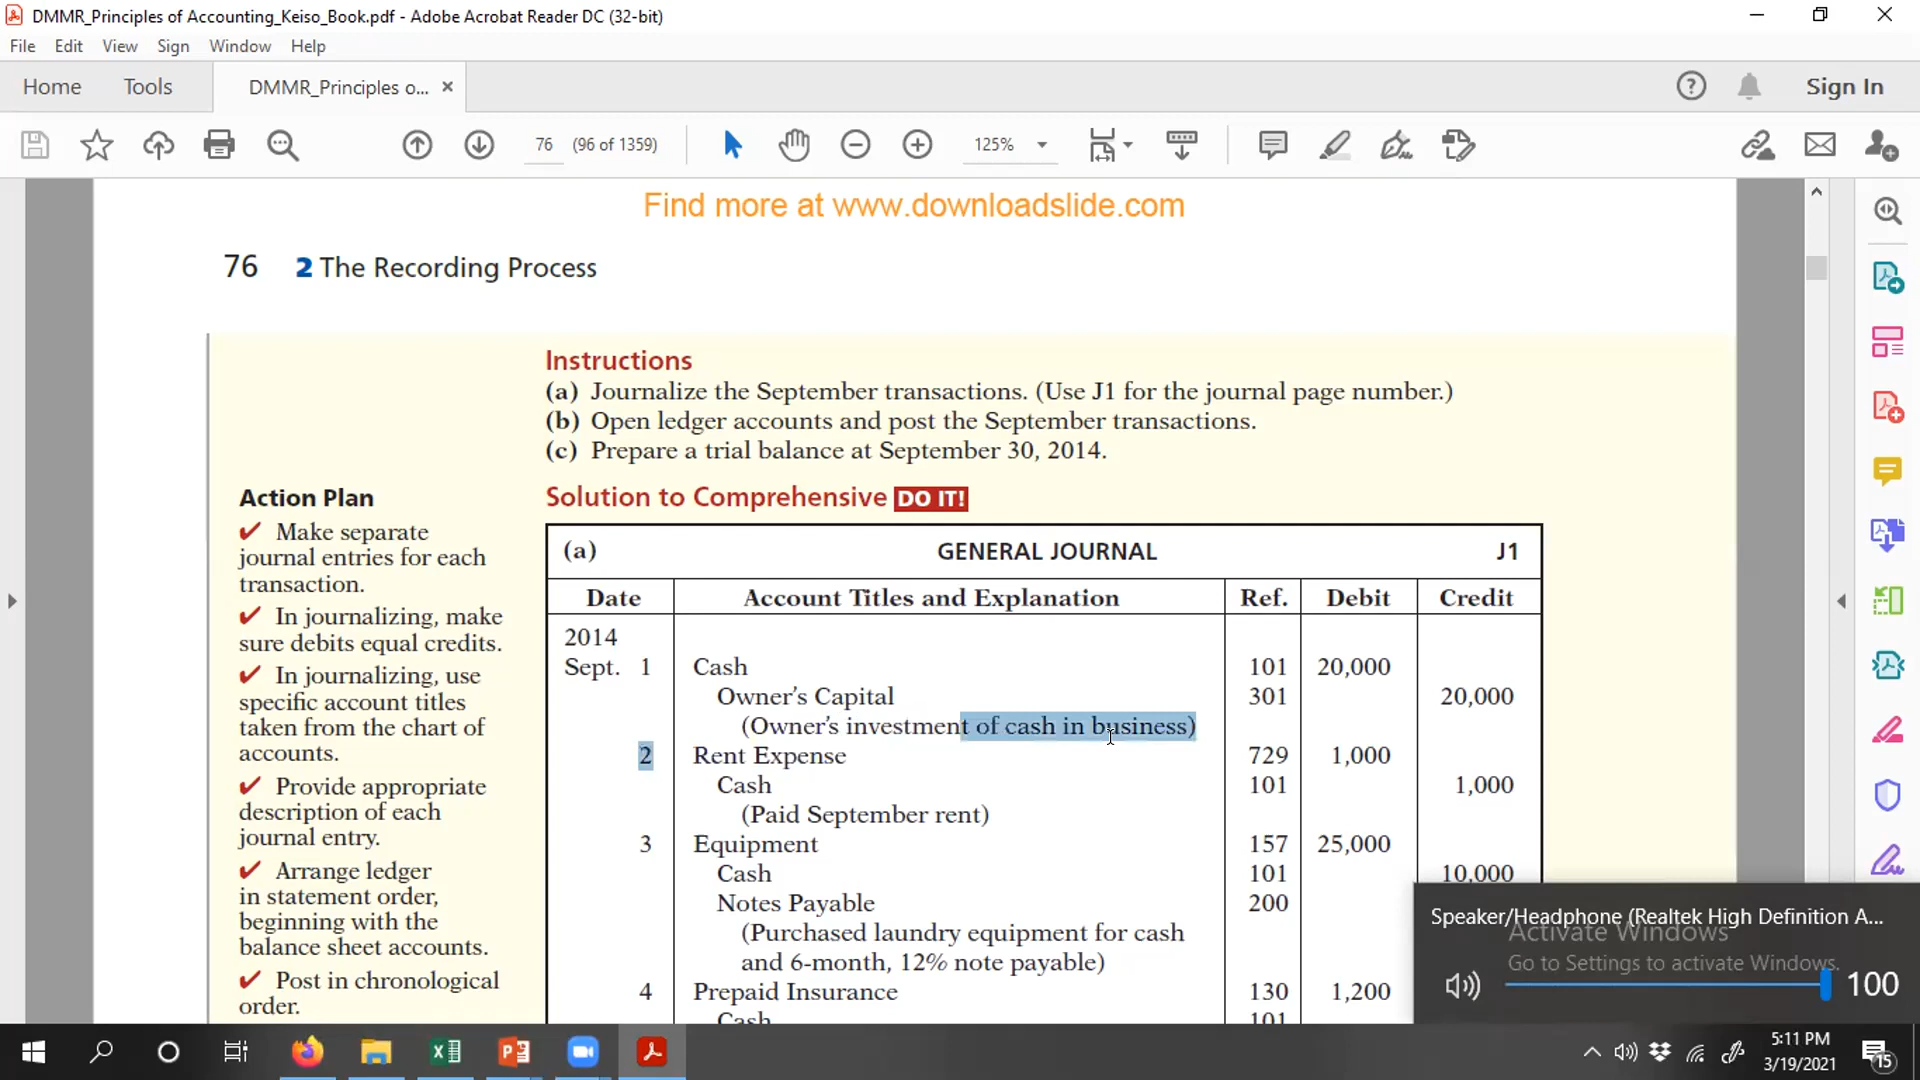 DMMR_Principles of Accounting_Keiso_Book.pdf - Adobe Acrobat Reader DC (32-bit)
File Edit View Sign Window Help
Home Tools DMMR_Principles o... × Sign In
76 (96 of 1359) 125%
Find more at www.downloadslide.com
76 2 The Recording Process
Instructions
(a) Journalize the September transactions. (Use J1 for the journal page number.)
(b) Open ledger accounts and post the September transactions.
(c) Prepare a trial balance at September 30, 2014.
Action Plan
✔ Make separate
journal entries for each
transaction.
✔ In journalizing, make
sure debits equal credits.
✔ In journalizing, use
specific account titles
taken from the chart of
accounts.
✔ Provide appropriate
description of each
journal entry.
✔ Arrange ledger
in statement order,
beginning with the
balance sheet accounts.
✔ Post in chronological
order.
Solution to Comprehensive DO IT!
(a) GENERAL JOURNAL J1
Date Account Titles and Explanation Ref. Debit Credit
2014
Sept. 1 Cash 101 20,000
Owner's Capital 301 20,000
(Owner's investment of cash in business)
2 Rent Expense 729 1,000
Cash 101 1,000
(Paid September rent)
3 Equipment 157 25,000
Cash 101 10,000
Notes Payable 200
(Purchased laundry equipment for cash
and 6-month, 12% note payable)
4 Prepaid Insurance 130 1,200
Cash 101
Speaker/Headphone (Realtek High Definition A...
Activate Windows
Go to Settings to activate Windows.
100
5:11 PM
3/19/2021
15